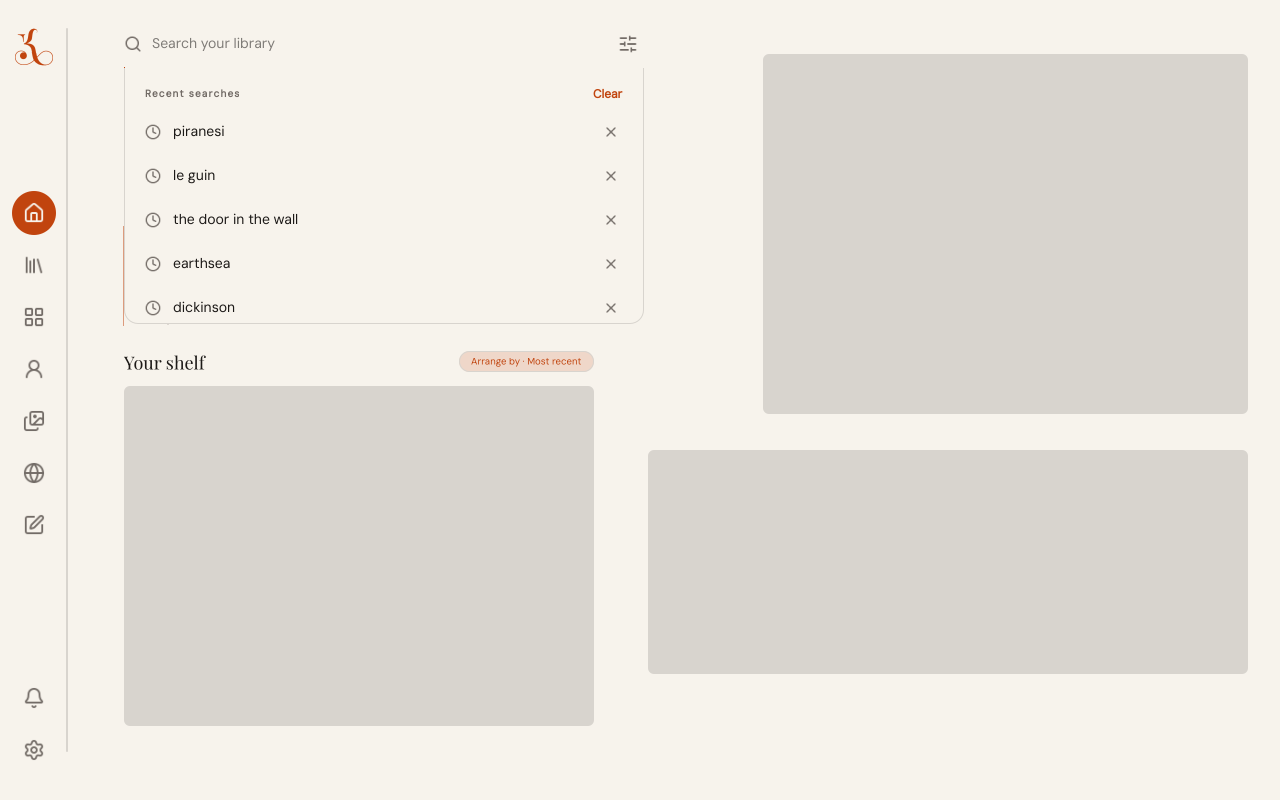 Search your library
Recent searches
Clear
piranesi
le guin
the door in the wall
earthsea
dickinson
Your shelf
Arrange by · Most recent